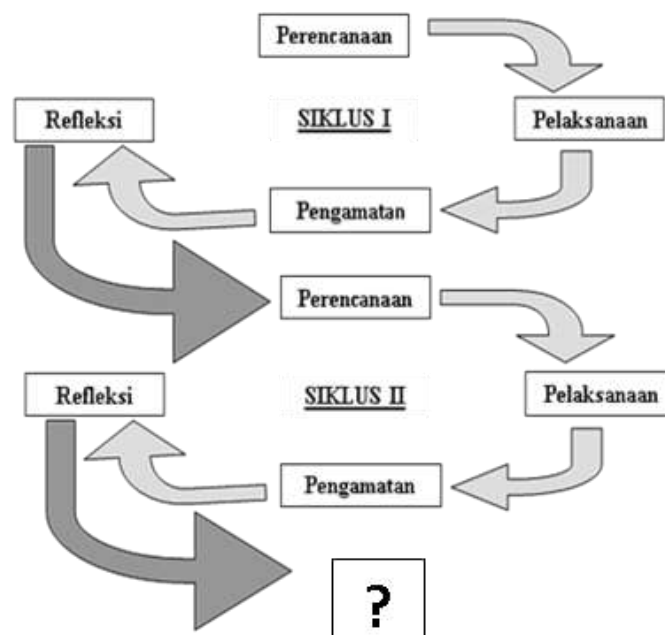 Perencanaan
Refleksi
SIKLUS I
Pelaksanaan
Pengamatan
Perencanaan
Refleksi
SIKLUS II
Pelaksanaan
Pengamatan
?